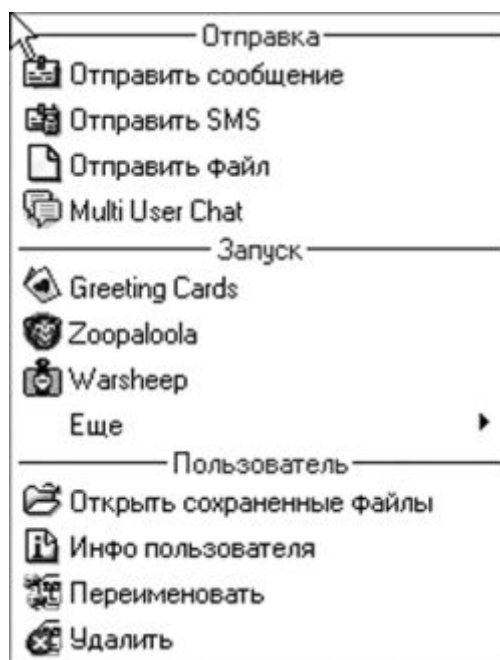 Отправка
Отправить сообщение
Отправить SMS
Отправить файл
Multi User Chat
Запуск
Greeting Cards
Zoopaloola
Warsheep
Еще
Пользователь
Открыть сохраненные файлы
Инфо пользователя
Переименовать
Удалить